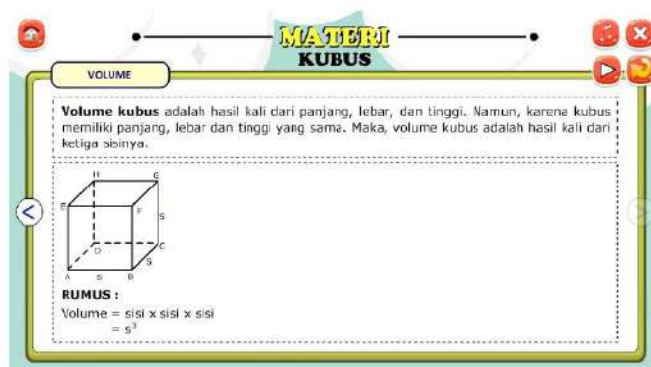 MATERI
KUBUS
VOLUME
Volume kubus adalah hasil kali dari panjang, lebar, dan tinggi. Namun, karena kubus
memiliki panjang, lebar dan tinggi yang sama. Maka, volume kubus adalah hasil kali dari
ketiga sisinya.
H G
E F
S
D C
S
A S B
RUMUS :
Volume = sisi x sisi x sisi
= s³